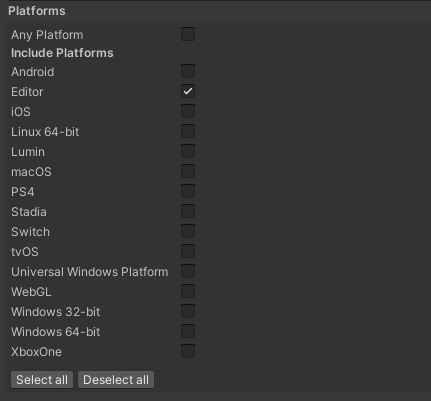 Platforms
Any Platform
Include Platforms
Android
Editor
iOS
Linux 64-bit
Lumin
macOS
PS4
Stadia
Switch
tvOS
Universal Windows Platform
WebGL
Windows 32-bit
Windows 64-bit
XboxOne
Select all Deselect all